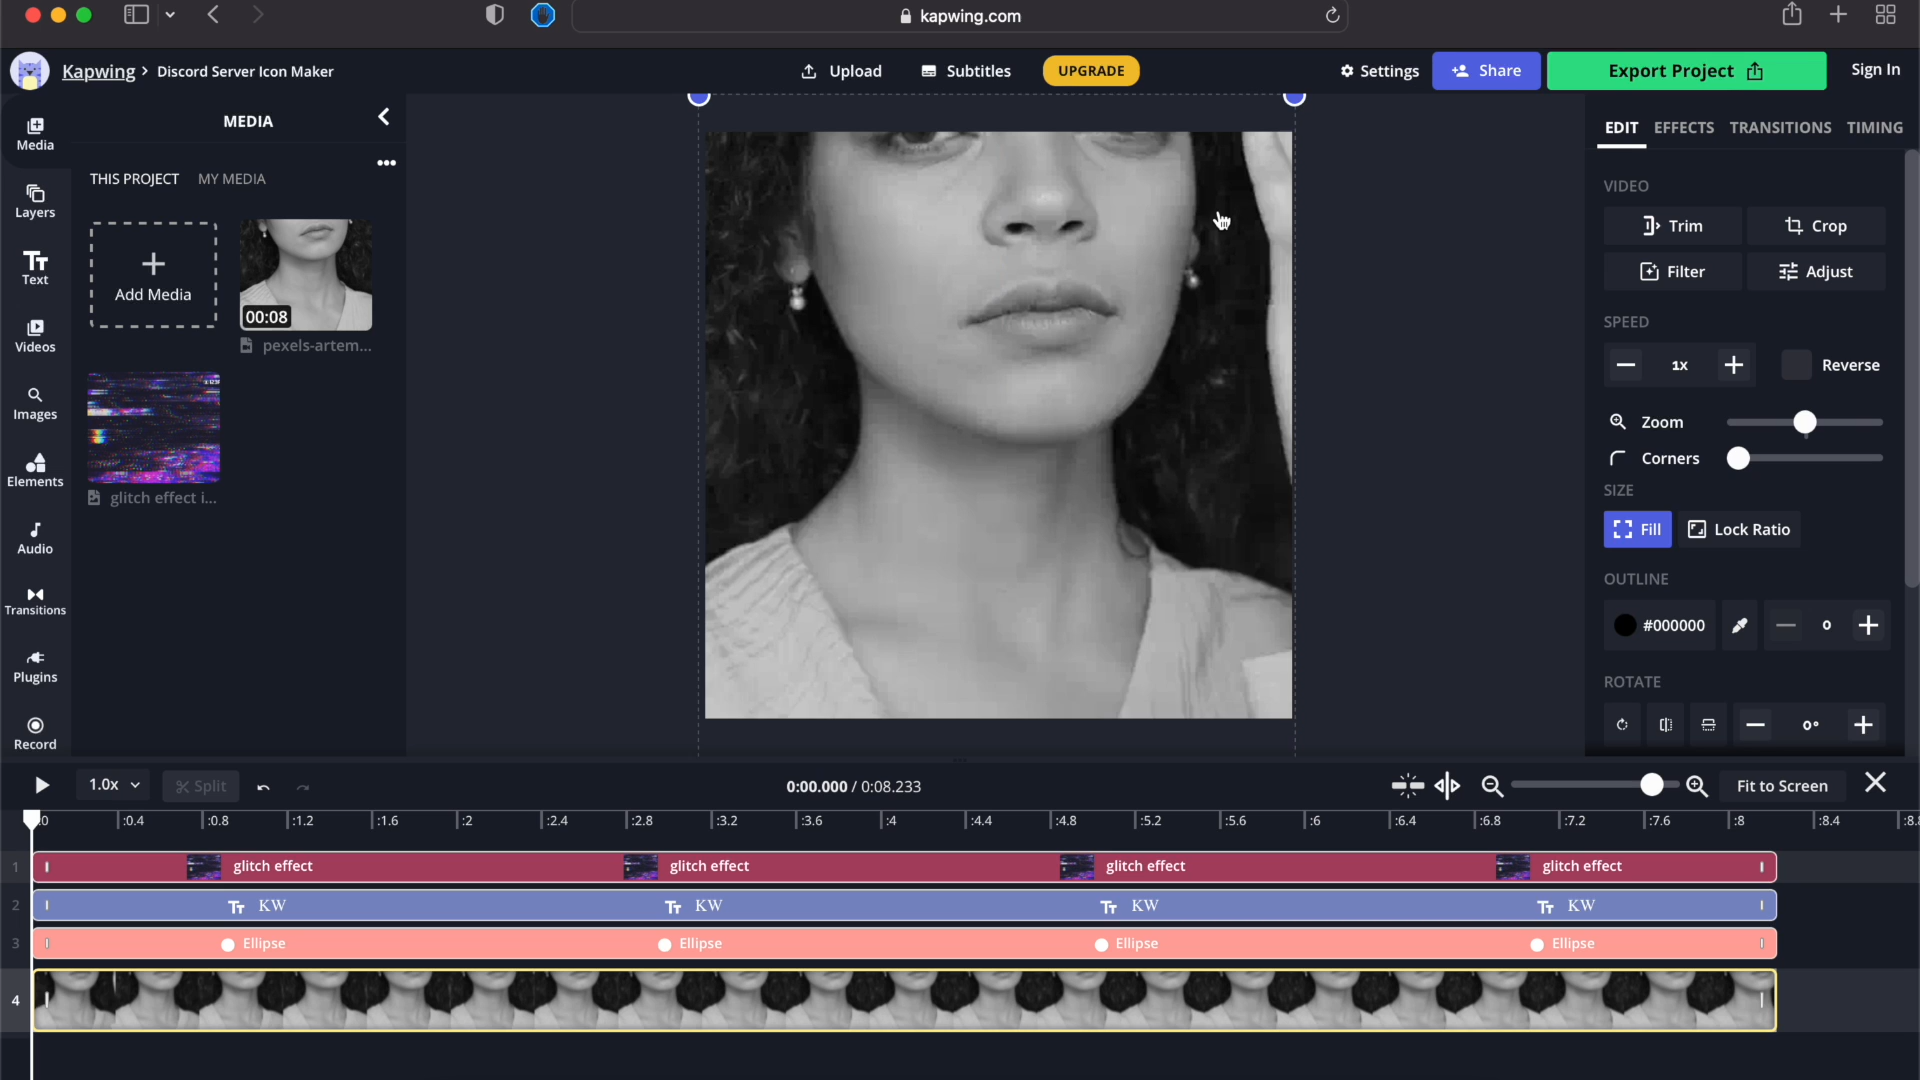 kapwing.com
Kapwing > Discord Server Icon Maker
Upload
Subtitles
UPGRADE
Settings
Share
Export Project
Sign In
MEDIA
THIS PROJECT
MY MEDIA
Add Media
00:08
pexels-artem...
glitch effect i...
Media
Layers
Text
Videos
Images
Elements
Audio
Transitions
Plugins
Record
EDIT
EFFECTS
TRANSITIONS
TIMING
VIDEO
Trim
Crop
Filter
Adjust
SPEED
1x
Reverse
Zoom
Corners
SIZE
Fill
Lock Ratio
OUTLINE
#000000
0
ROTATE
0°
1.0x
Split
0:00.000 / 0:08.233
Fit to Screen
:0 :0.4 :0.8 :1.2 :1.6 :2 :2.4 :2.8 :3.2 :3.6 :4 :4.4 :4.8 :5.2 :5.6 :6 :6.4 :6.8 :7.2 :7.6 :8 :8.4 :8.8
1 glitch effect glitch effect glitch effect glitch effect
2 KW KW KW KW
3 Ellipse Ellipse Ellipse Ellipse
4